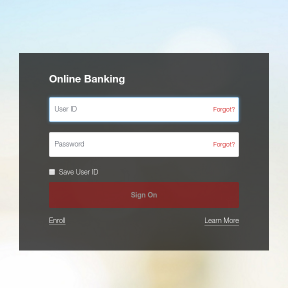 Online Banking
User ID Forgot?
Password Forgot?
Save User ID
Sign On
Enroll Learn More